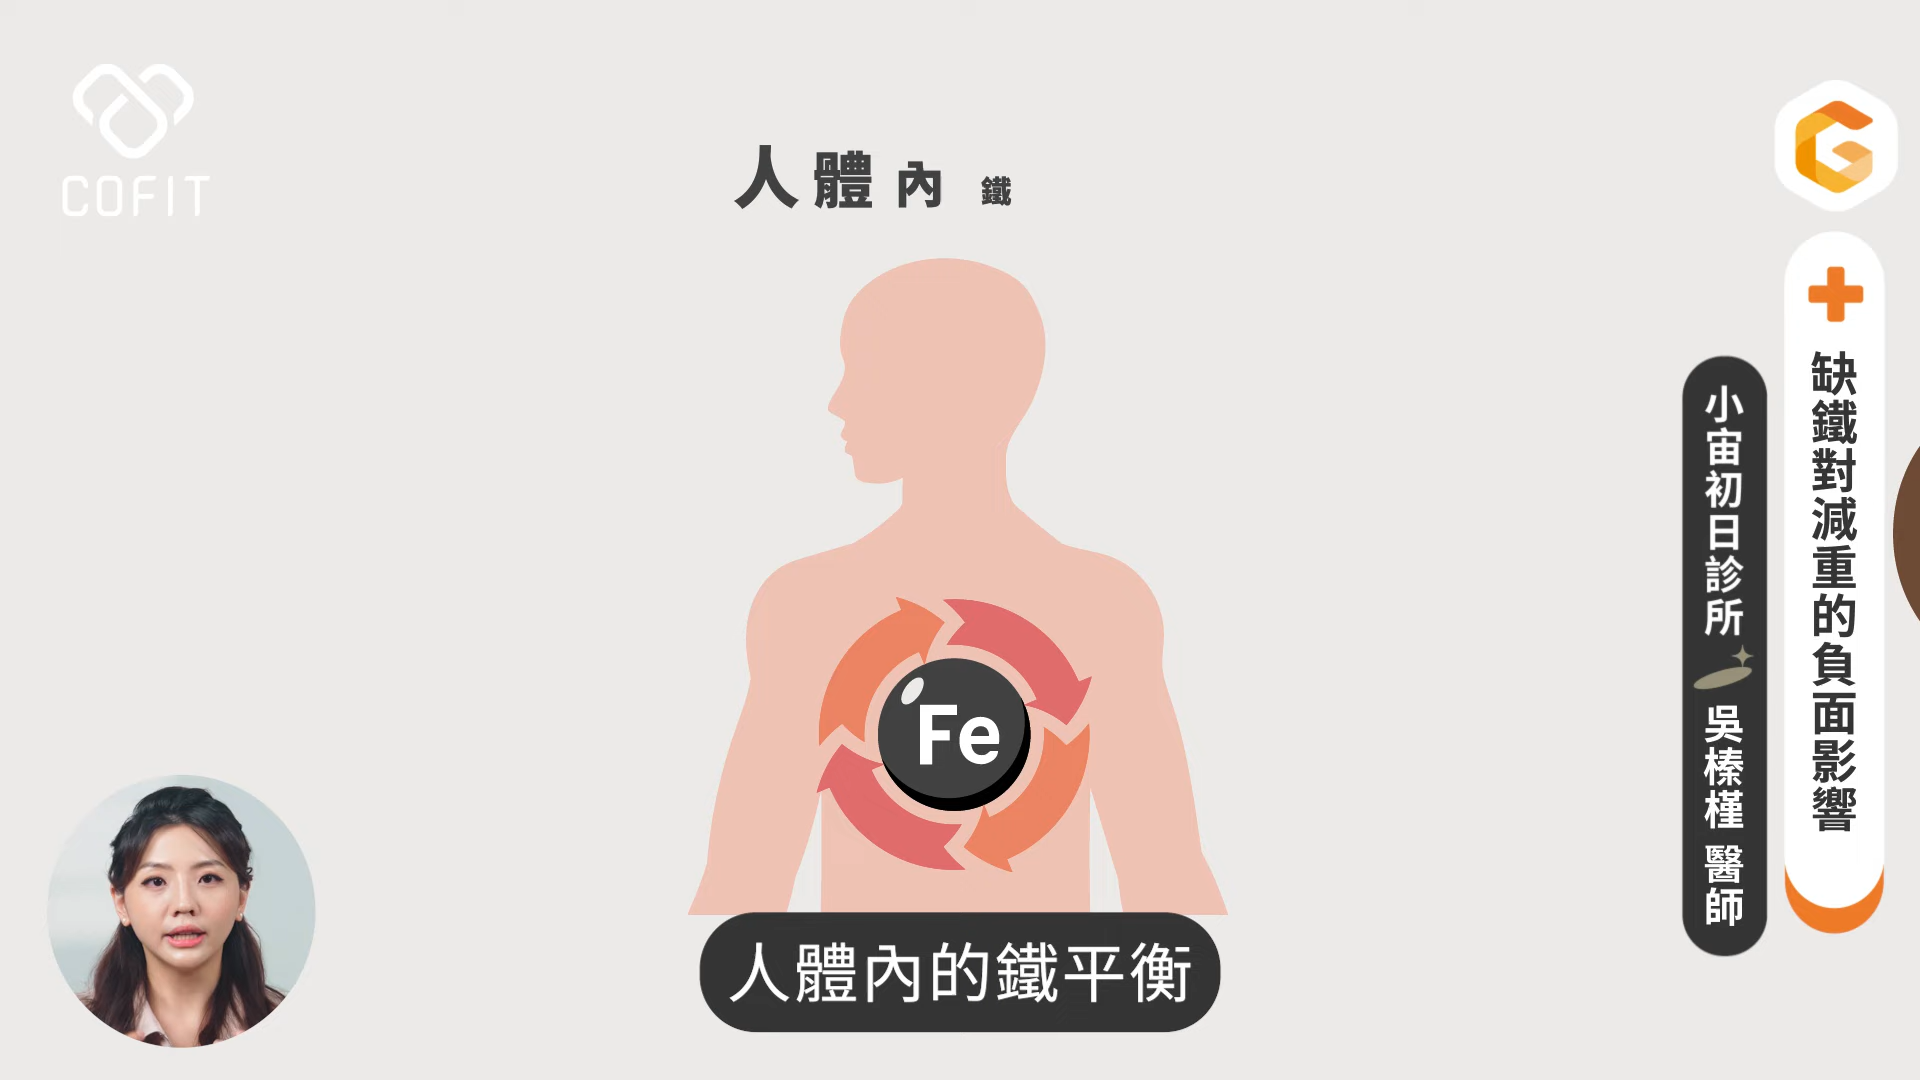 COFIT
人體內 鐵
Fe
人體內的鐵平衡
缺鐵對減重的負面影響
小宙初日診所
吳榛槿 醫師